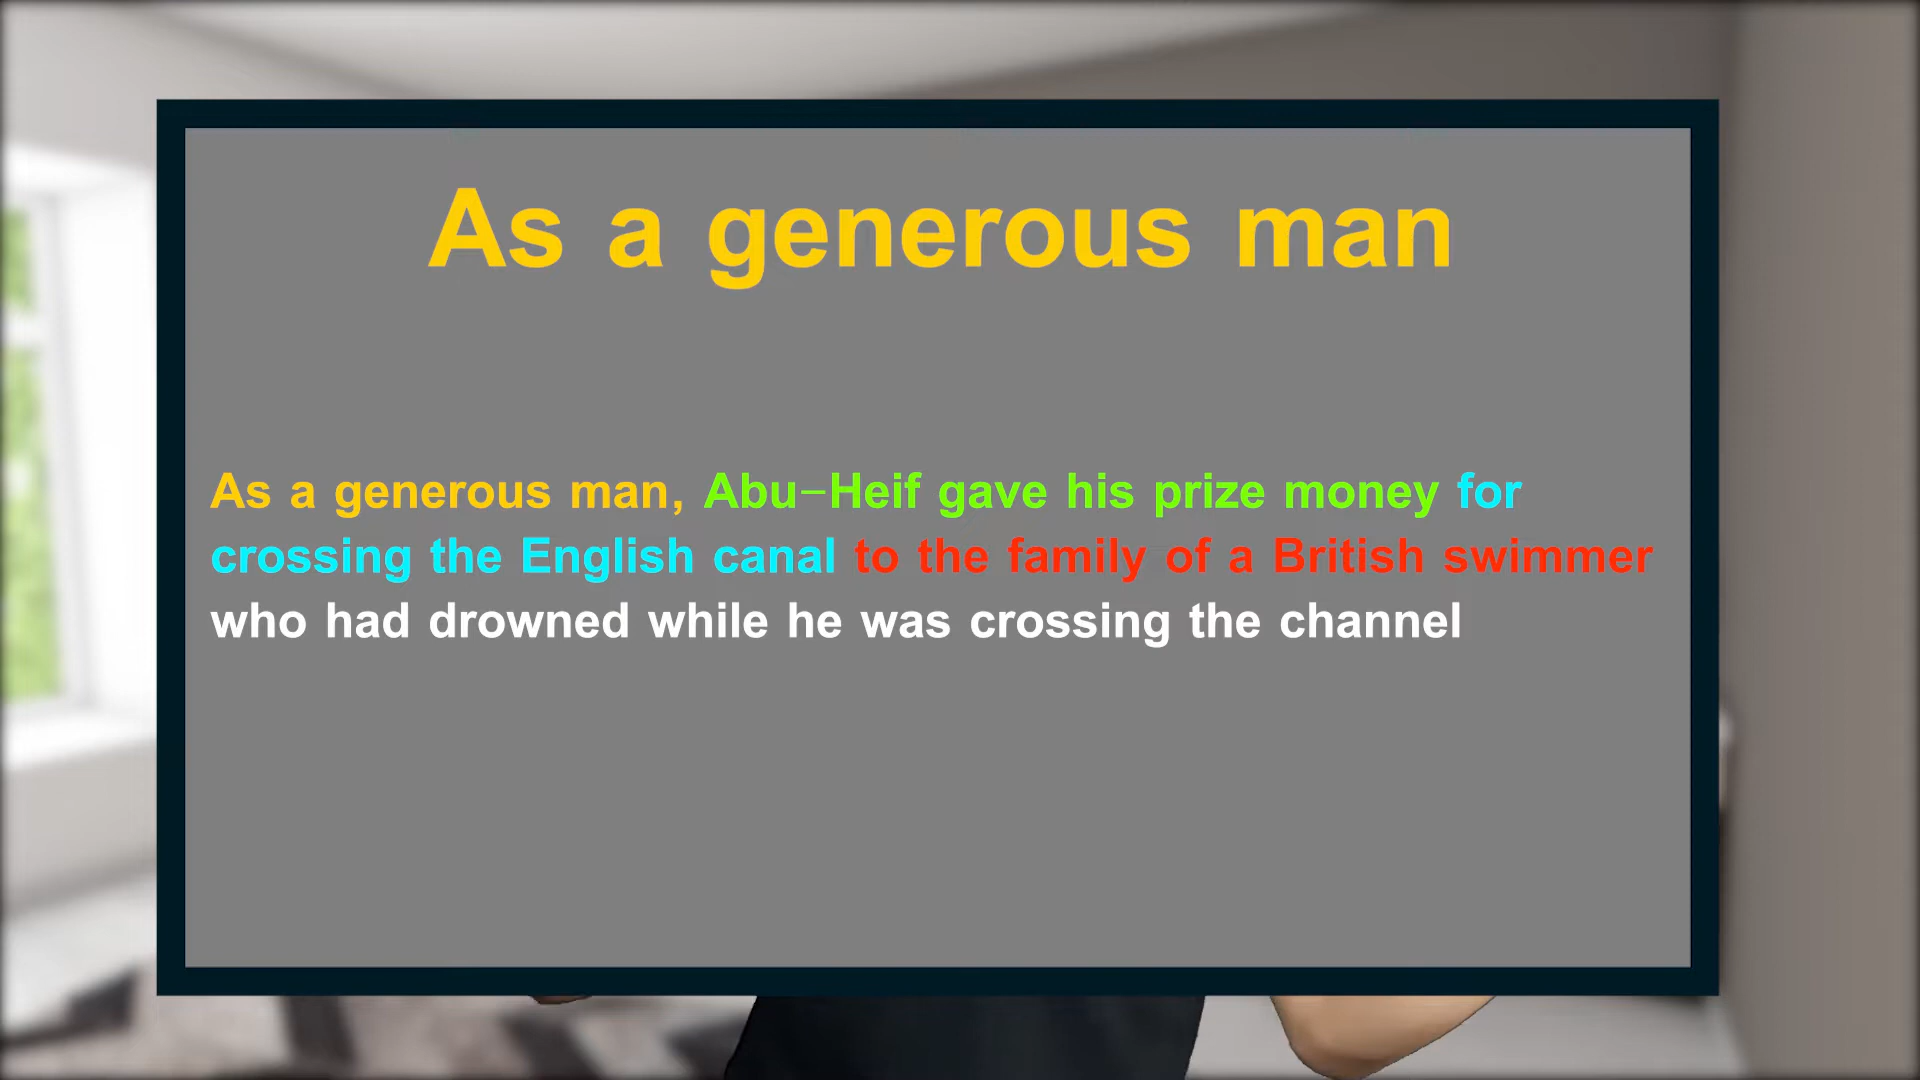 As a generous man
As a generous man, Abu–Heif gave his prize money for
crossing the English canal to the family of a British swimmer
who had drowned while he was crossing the channel